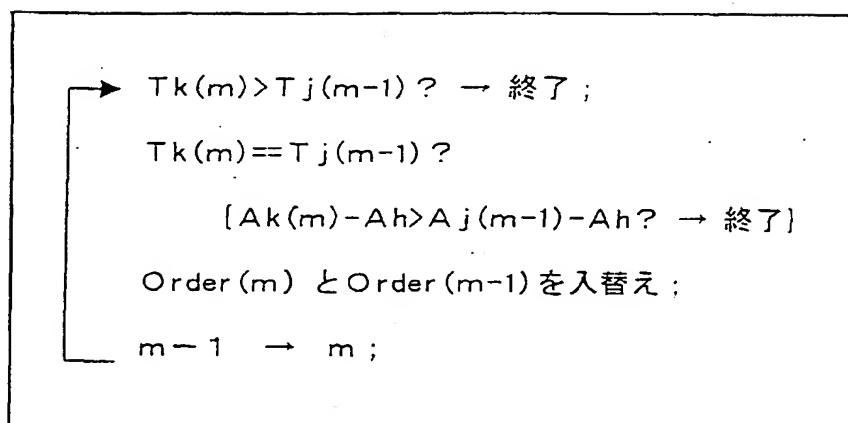 Tk(m)>Tj(m-1)? → 終了;
Tk(m)==Tj(m-1)?
{Ak(m)-Ah>Aj(m-1)-Ah? → 終了}
Order(m) とOrder(m-1)を入替え;
m-1 → m;